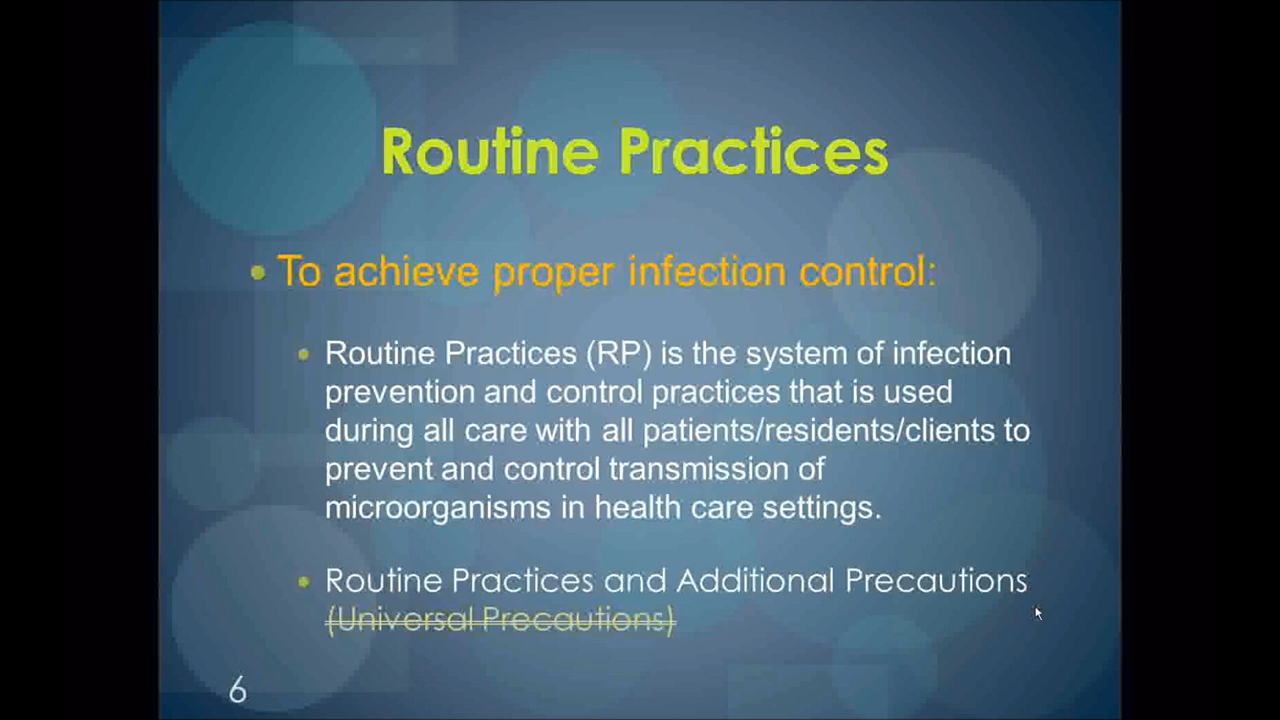 Routine Practices
• To achieve proper infection control:
• Routine Practices (RP) is the system of infection
prevention and control practices that is used
during all care with all patients/residents/clients to
prevent and control transmission of
microorganisms in health care settings.
• Routine Practices and Additional Precautions
(Universal Precautions)
6